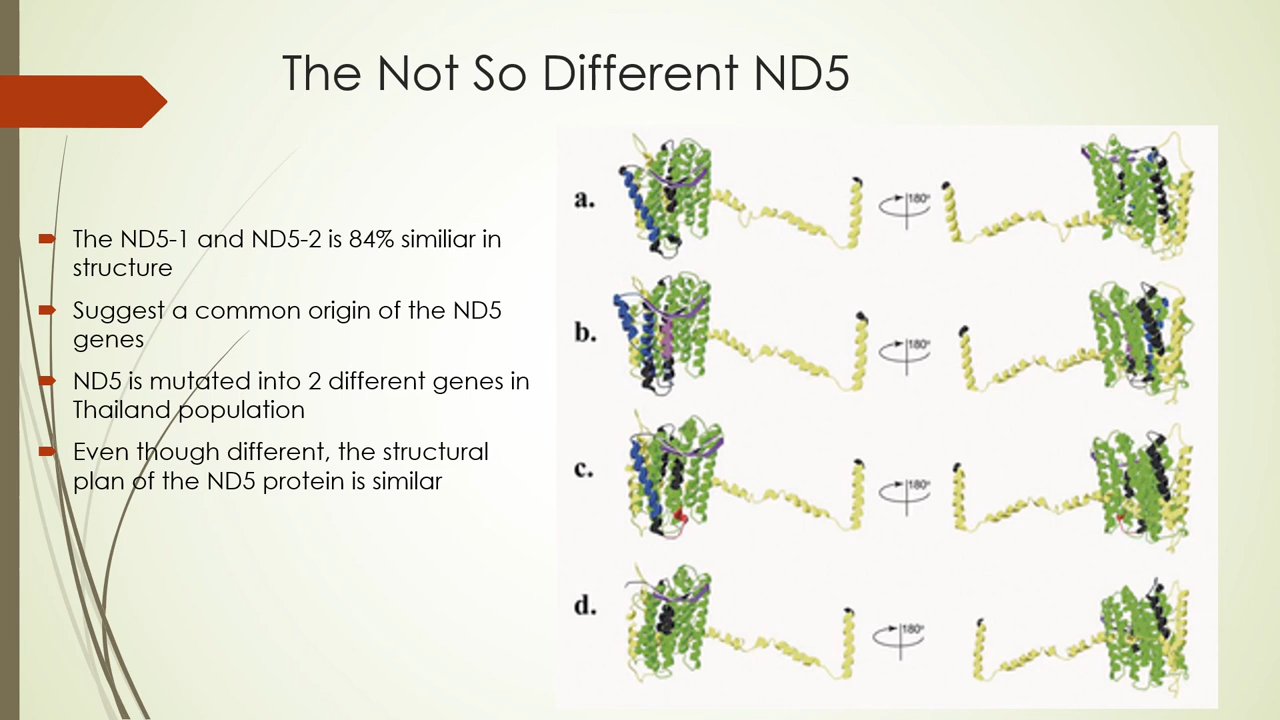 The Not So Different ND5
The ND5-1 and ND5-2 is 84% similiar in
structure
Suggest a common origin of the ND5
genes
ND5 is mutated into 2 different genes in
Thailand population
Even though different, the structural
plan of the ND5 protein is similar
a.
180°
b.
180°
c.
180°
d.
180°